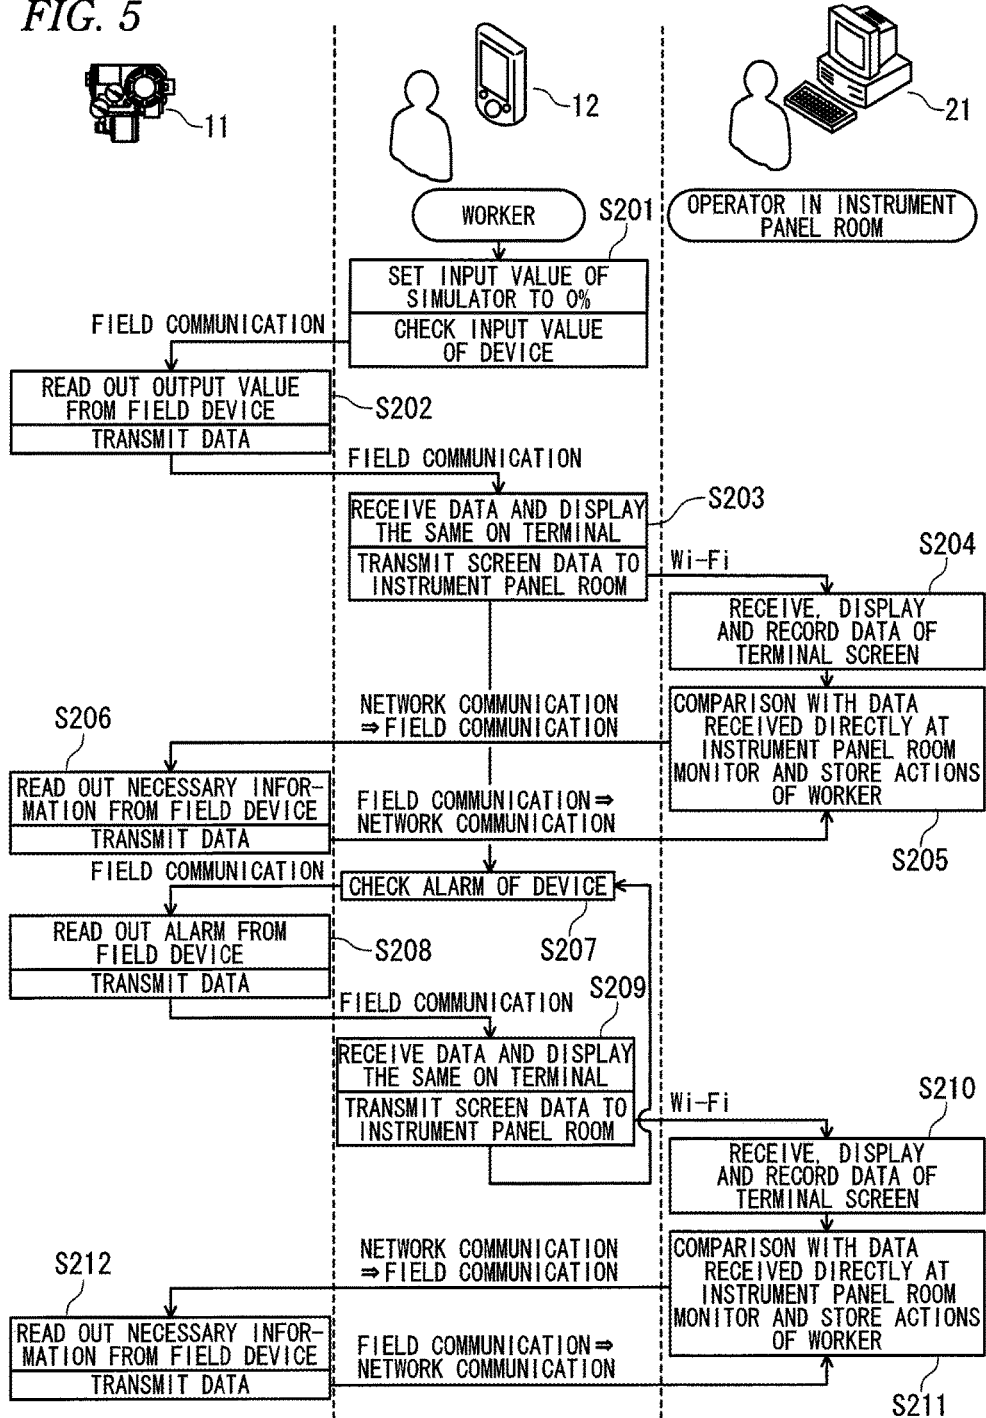 FIG. 5
11
12
21
WORKER
S201
OPERATOR IN INSTRUMENT
PANEL ROOM
SET INPUT VALUE OF
SIMULATOR TO 0%
CHECK INPUT VALUE
OF DEVICE
FIELD COMMUNICATION
READ OUT OUTPUT VALUE
FROM FIELD DEVICE
TRANSMIT DATA
S202
FIELD COMMUNICATION
RECEIVE DATA AND DISPLAY
THE SAME ON TERMINAL
TRANSMIT SCREEN DATA TO
INSTRUMENT PANEL ROOM
S203
Wi-Fi
S204
RECEIVE, DISPLAY
AND RECORD DATA OF
TERMINAL SCREEN
COMPARISON WITH DATA
RECEIVED DIRECTLY AT
INSTRUMENT PANEL ROOM
MONITOR AND STORE ACTIONS
OF WORKER
S205
NETWORK COMMUNICATION
⇒FIELD COMMUNICATION
S206
READ OUT NECESSARY INFOR-
MATION FROM FIELD DEVICE
TRANSMIT DATA
FIELD COMMUNICATION⇒
NETWORK COMMUNICATION
FIELD COMMUNICATION
CHECK ALARM OF DEVICE
S207
READ OUT ALARM FROM
FIELD DEVICE
TRANSMIT DATA
S208
FIELD COMMUNICATION
S209
RECEIVE DATA AND DISPLAY
THE SAME ON TERMINAL
TRANSMIT SCREEN DATA TO
INSTRUMENT PANEL ROOM
Wi-Fi
S210
RECEIVE, DISPLAY
AND RECORD DATA OF
TERMINAL SCREEN
COMPARISON WITH DATA
RECEIVED DIRECTLY AT
INSTRUMENT PANEL ROOM
MONITOR AND STORE ACTIONS
OF WORKER
S211
NETWORK COMMUNICATION
⇒FIELD COMMUNICATION
S212
READ OUT NECESSARY INFOR-
MATION FROM FIELD DEVICE
TRANSMIT DATA
FIELD COMMUNICATION⇒
NETWORK COMMUNICATION